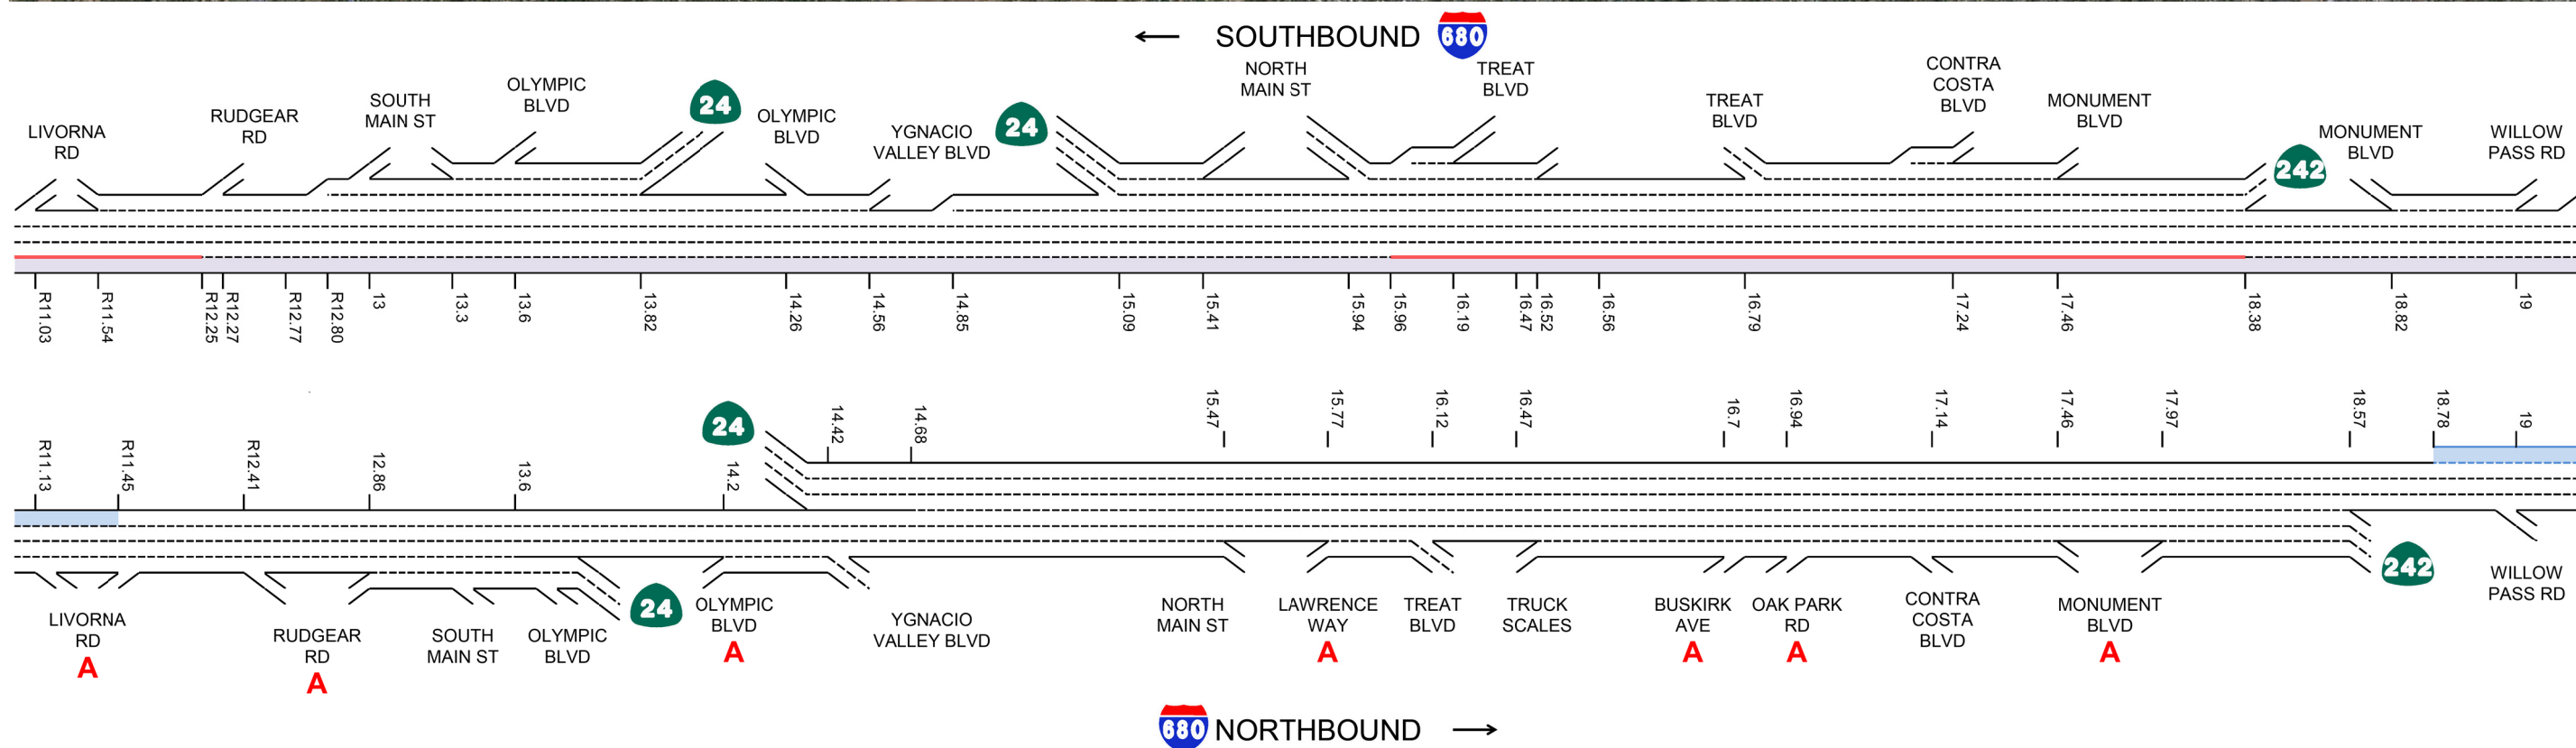 ← SOUTHBOUND 680
LIVORNA
RD
RUDGEAR
RD
SOUTH
MAIN ST
OLYMPIC
BLVD
24
OLYMPIC
BLVD
YGNACIO
VALLEY BLVD
24
NORTH
MAIN ST
TREAT
BLVD
TREAT
BLVD
CONTRA
COSTA
BLVD
MONUMENT
BLVD
242
MONUMENT
BLVD
WILLOW
PASS RD
R11.03
R11.54
R12.25
R12.27
R12.77
R12.80
13
13.3
13.6
13.82
14.26
14.56
14.85
15.09
15.41
15.94
15.96
16.19
16.47
16.52
16.56
16.79
17.24
17.46
18.38
18.82
19
R11.13
R11.45
R12.41
12.86
13.6
14.2
24
14.42
14.68
15.47
15.77
16.12
16.47
16.7
16.94
17.14
17.46
17.97
18.57
18.78
19
LIVORNA
RD
A
RUDGEAR
RD
A
SOUTH
MAIN ST
OLYMPIC
BLVD
24
OLYMPIC
BLVD
A
YGNACIO
VALLEY BLVD
NORTH
MAIN ST
LAWRENCE
WAY
A
TREAT
BLVD
TRUCK
SCALES
BUSKIRK
AVE
A
OAK PARK
RD
A
CONTRA
COSTA
BLVD
MONUMENT
BLVD
A
242
WILLOW
PASS RD
680 NORTHBOUND →